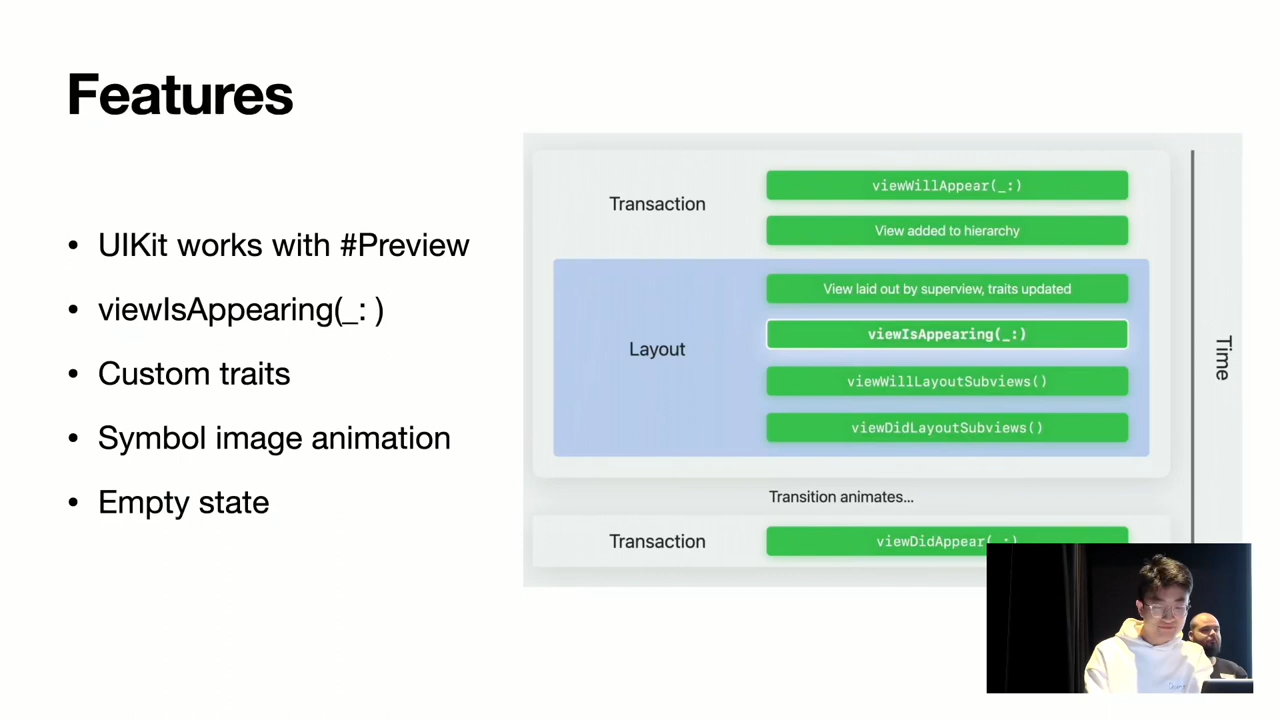 Features
• UIKit works with #Preview
• viewIsAppearing(_: )
• Custom traits
• Symbol image animation
• Empty state
Transaction
viewWillAppear(_:)
View added to hierarchy
Layout
View laid out by superview, traits updated
viewIsAppearing(_:)
viewWillLayoutSubviews()
viewDidLayoutSubviews()
Transition animates...
Transaction
viewDidAppear(_:)
Time